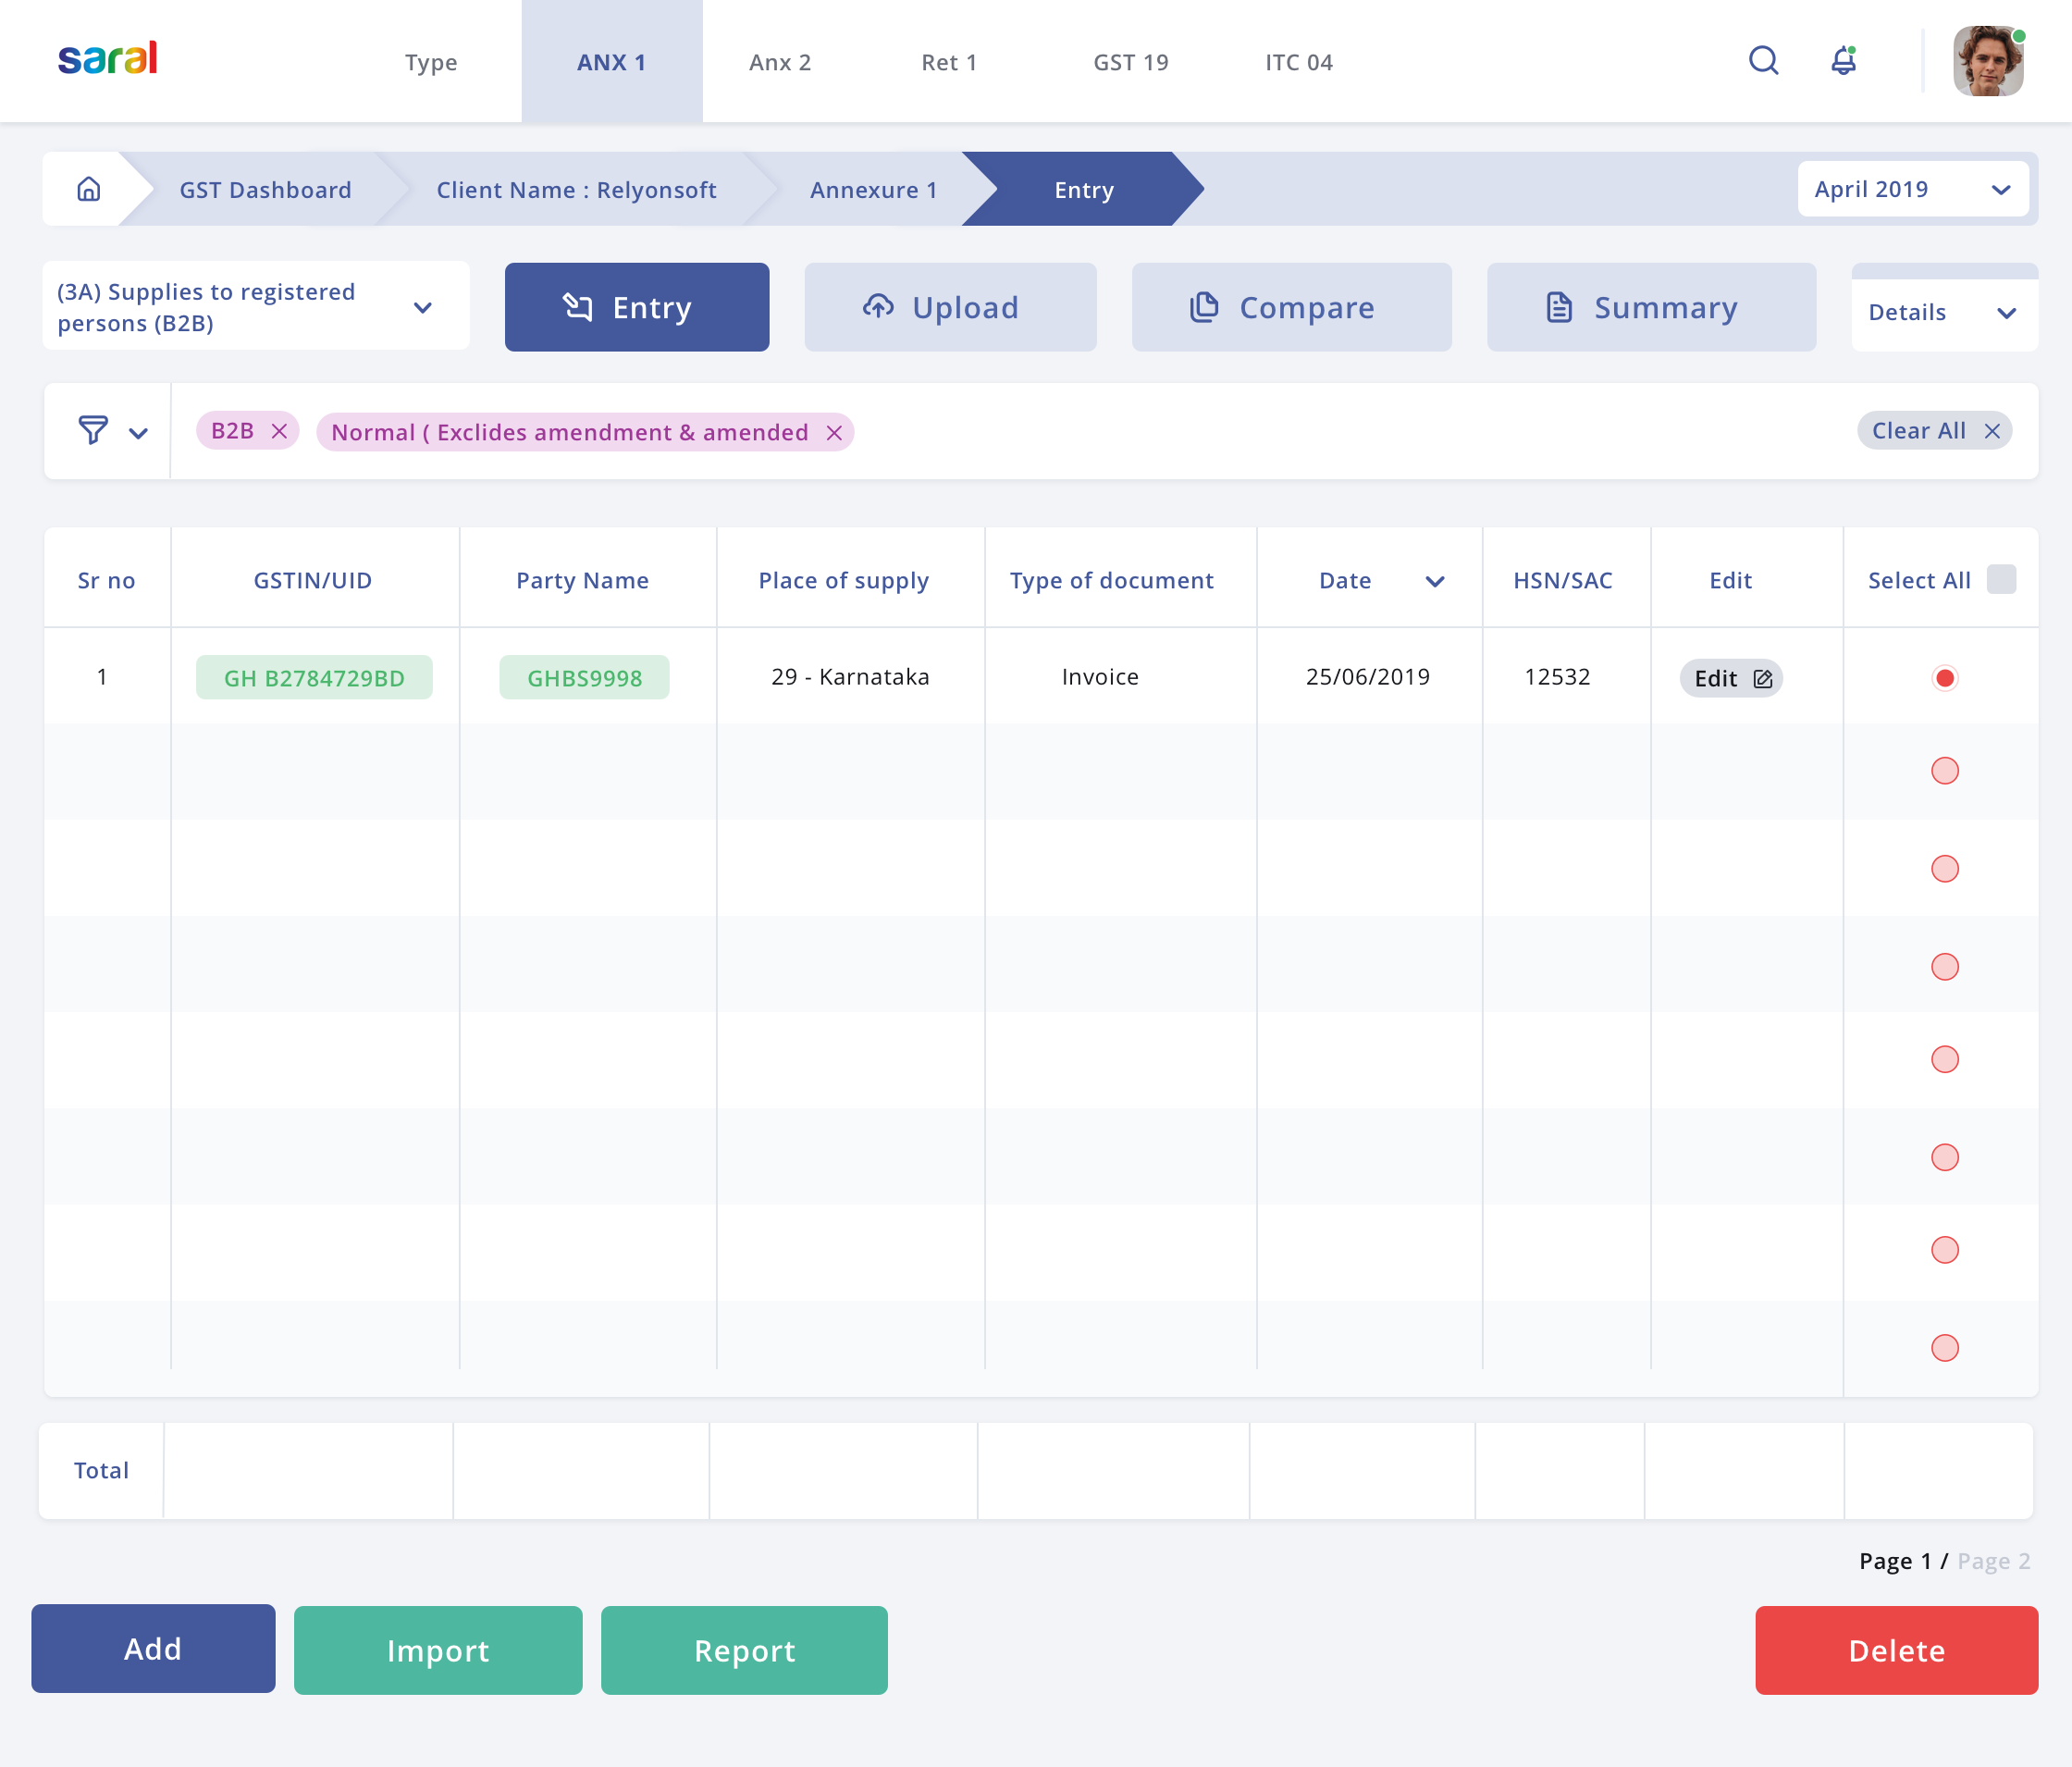 saral
Type
ANX 1
Anx 2
Ret 1
GST 19
ITC 04
GST Dashboard
Client Name : Relyonsoft
Annexure 1
Entry
April 2019
(3A) Supplies to registered
persons (B2B)
Entry
Upload
Compare
Summary
Details
B2B
Normal ( Exclides amendment & amended
Clear All
Sr no
GSTIN/UID
Party Name
Place of supply
Type of document
Date
HSN/SAC
Edit
Select All
1
GH B2784729BD
GHBS9998
29 - Karnataka
Invoice
25/06/2019
12532
Edit
Total
Page 1 / Page 2
Add
Import
Report
Delete